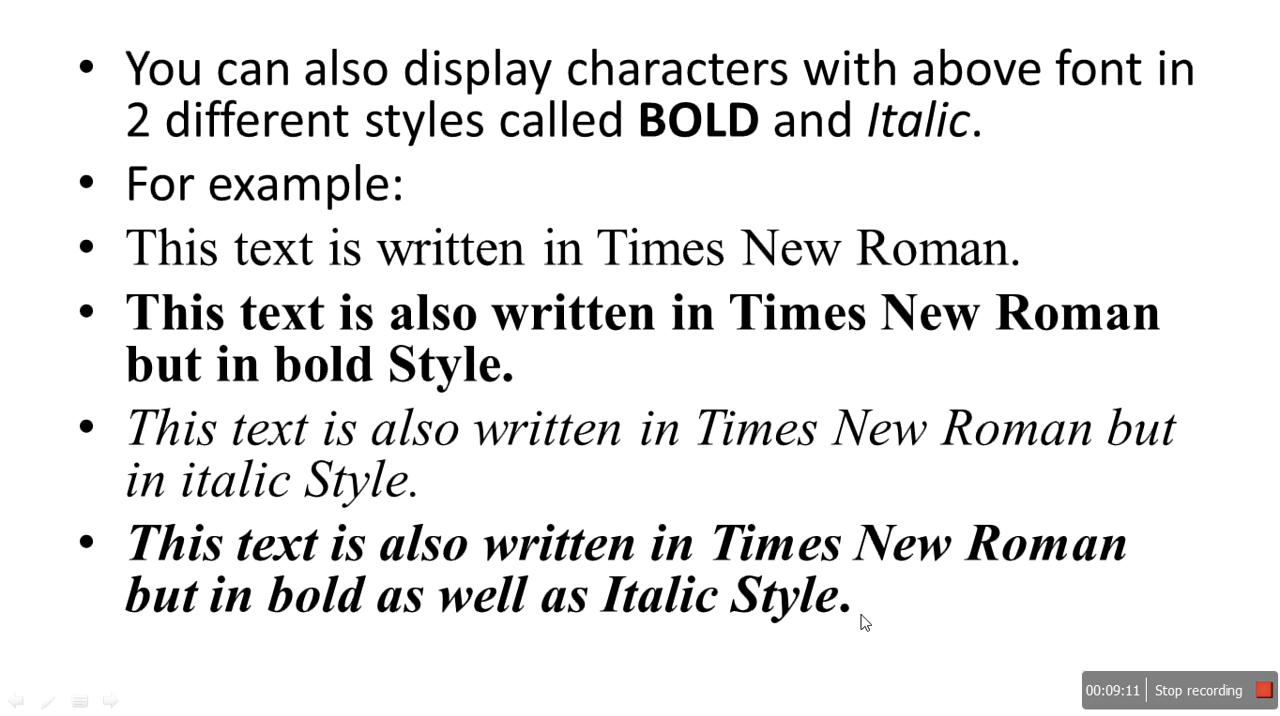 • You can also display characters with above font in
2 different styles called BOLD and Italic.
• For example:
• This text is written in Times New Roman.
• This text is also written in Times New Roman
but in bold Style.
• This text is also written in Times New Roman but
in italic Style.
• This text is also written in Times New Roman
but in bold as well as Italic Style.
00:09:11 Stop recording